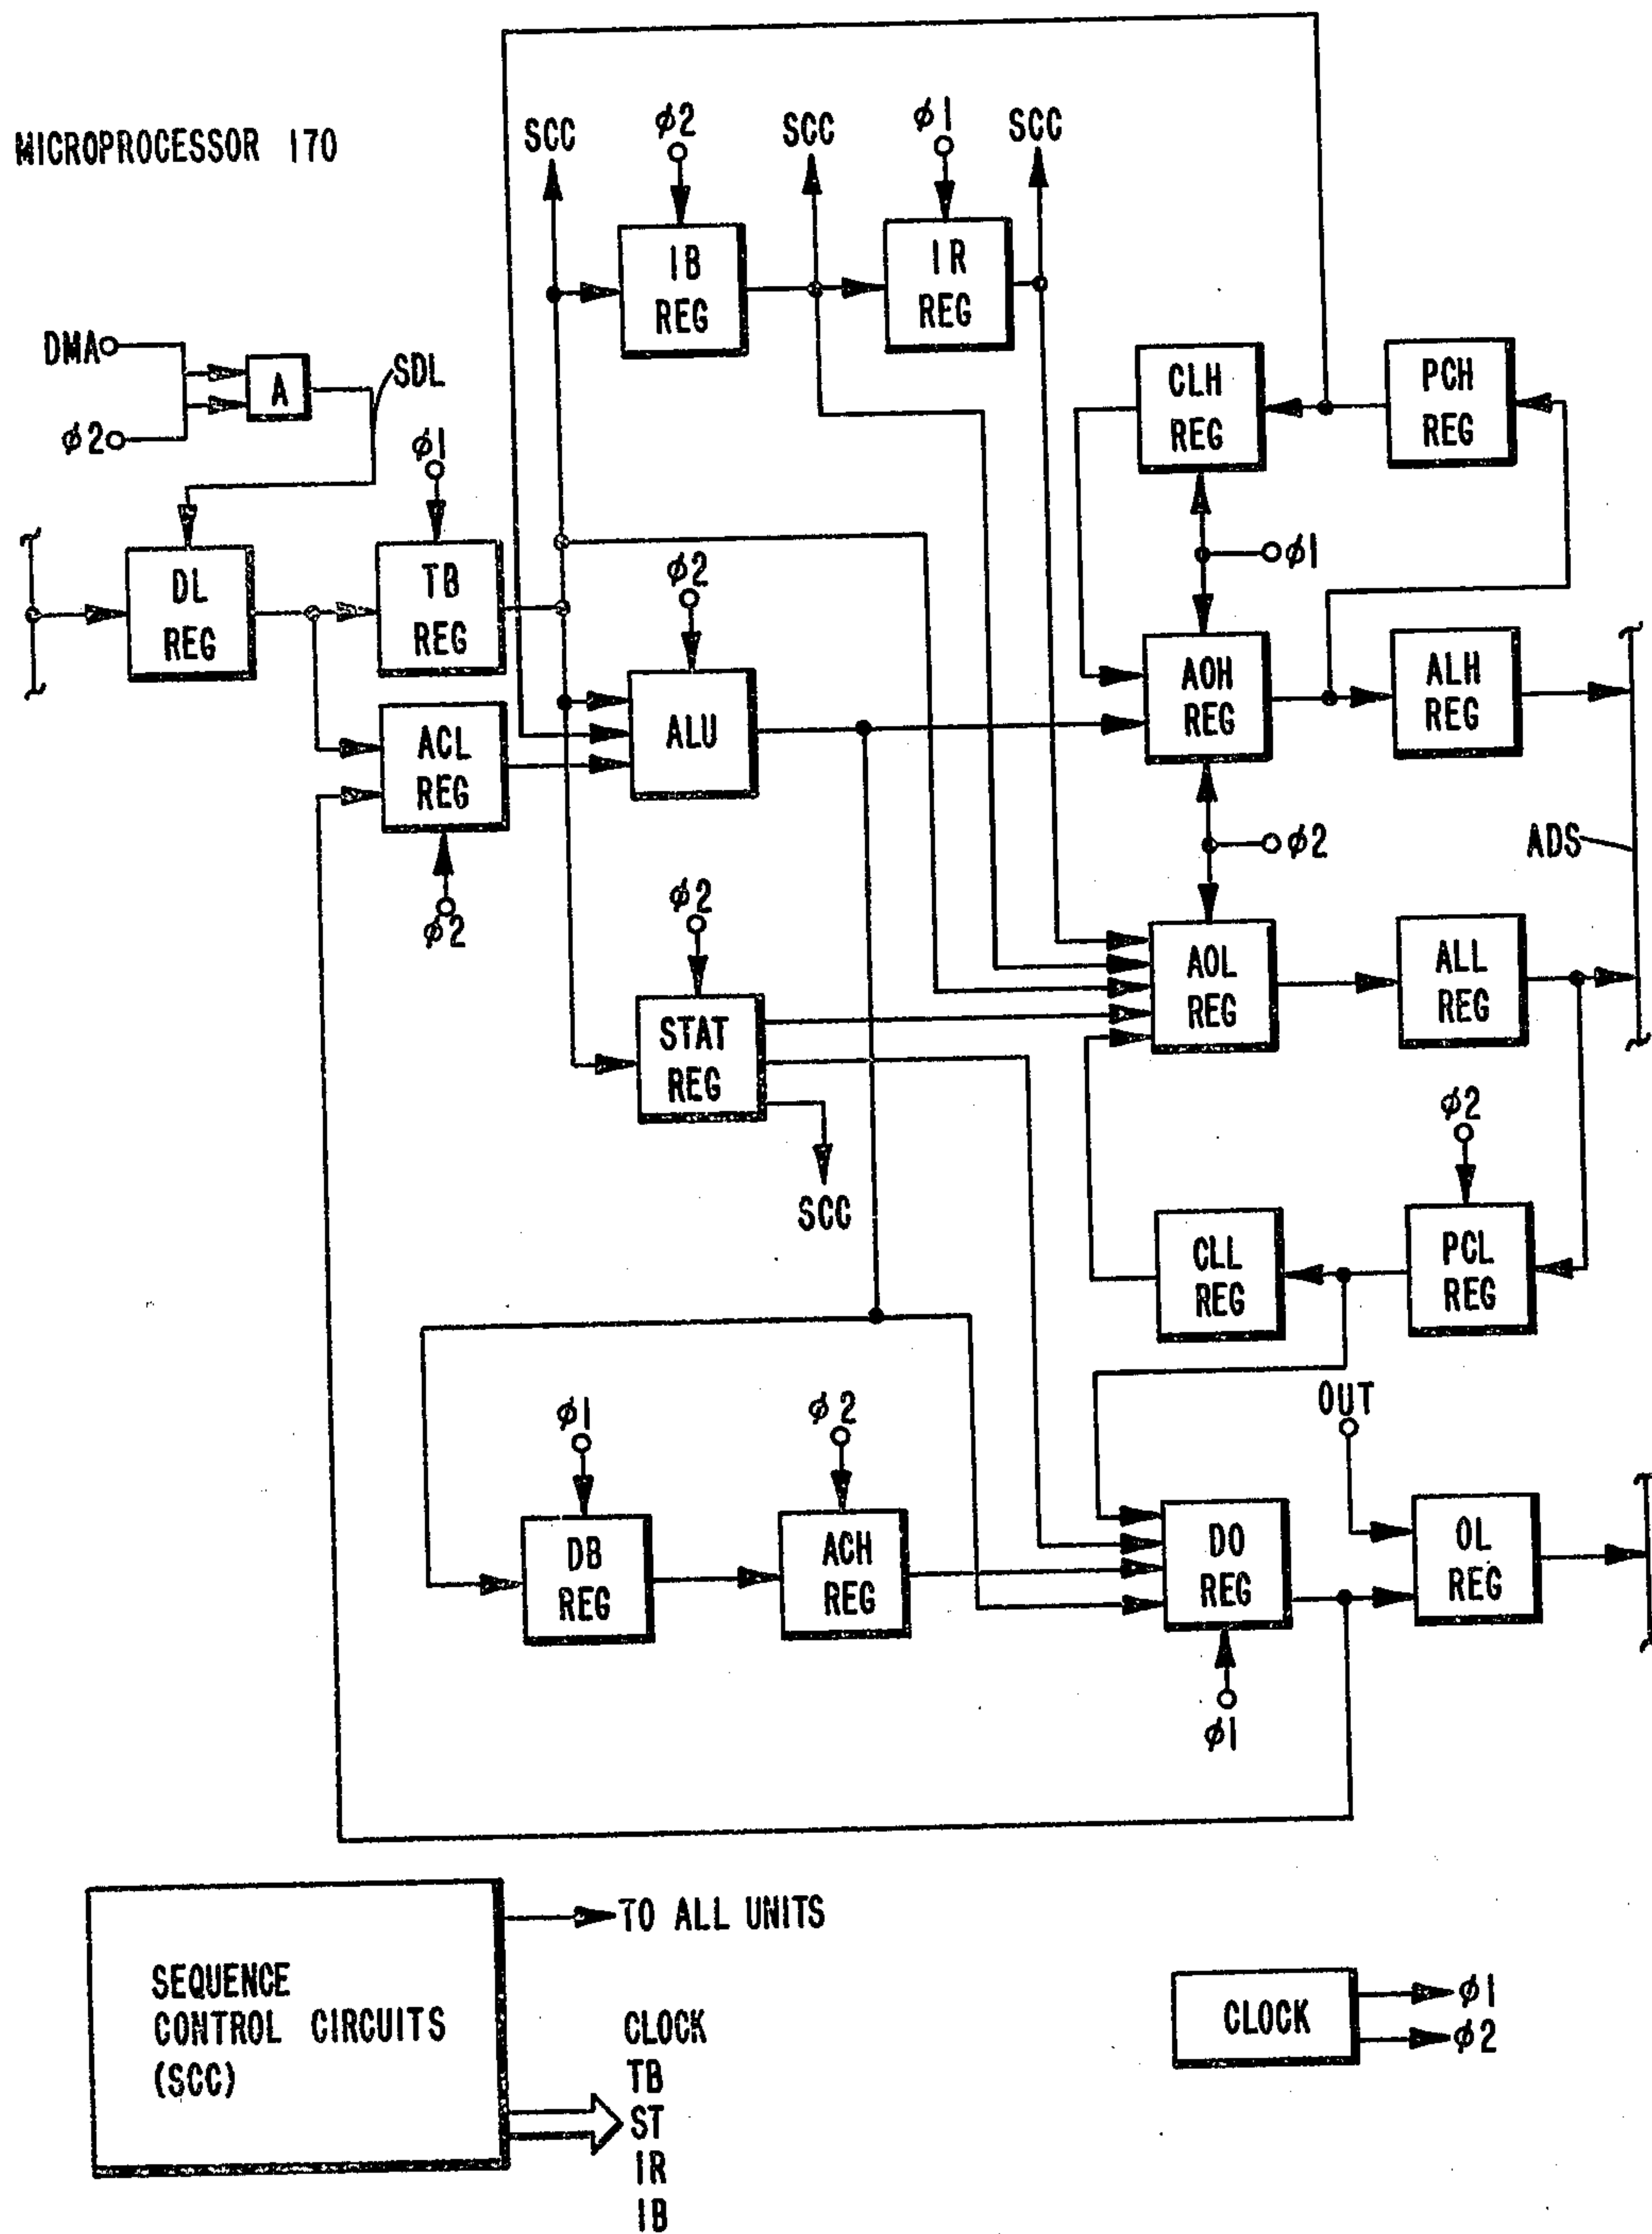 MICROPROCESSOR 170
SCC
φ2
SCC
φ1
SCC
IB
REG
IR
REG
DMA
A
SDL
φ2
φ1
CLH
REG
PCH
REG
φ1
DL
REG
TB
REG
φ2
AOH
REG
ALH
REG
ACL
REG
ALU
φ2
ADS
φ2
φ2
AOL
REG
ALL
REG
STAT
REG
φ2
SCC
CLL
REG
PCL
REG
φ1
φ2
OUT
DB
REG
ACH
REG
DO
REG
OL
REG
φ1
SEQUENCE
CONTROL CIRCUITS
(SCC)
TO ALL UNITS
CLOCK
TB
ST
IR
IB
CLOCK
φ1
φ2